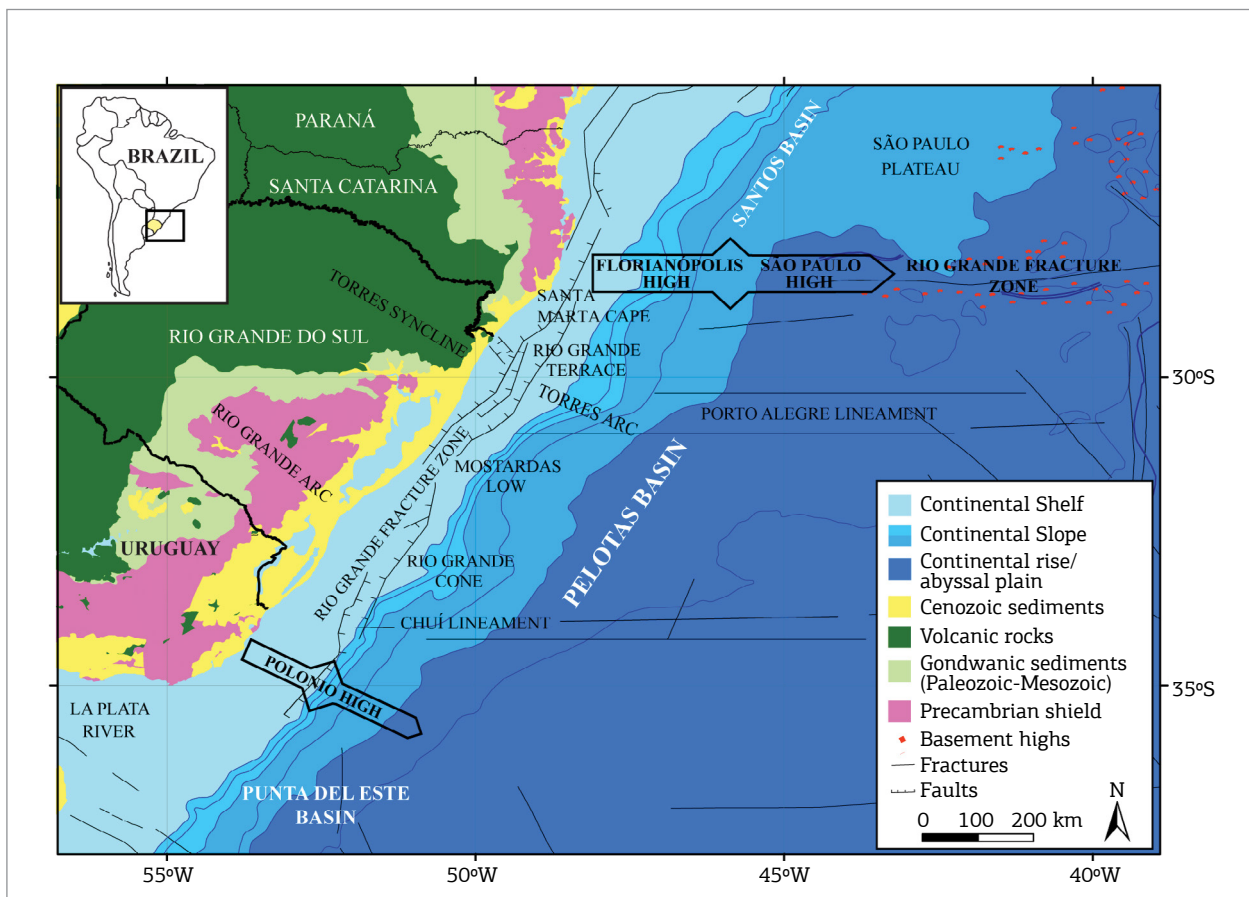 BRAZIL
PARANÁ
SANTA CATARINA
RIO GRANDE DO SUL
TORRES SYNCLINE
RIO GRANDE ARC
URUGUAY
LA PLATA
RIVER
SANTOS BASIN
SÃO PAULO
PLATEAU
FLORIANÓPOLIS
HIGH
SÃO PAULO
HIGH
RIO GRANDE FRACTURE
ZONE
SANTA
MARTA CAPE
RIO GRANDE
TERRACE
TORRES ARC
PORTO ALEGRE LINEAMENT
MOSTARDAS
LOW
RIO GRANDE FRACTURE ZONE
PELOTAS BASIN
RIO GRANDE
CONE
CHUÍ LINEAMENT
POLONIO HIGH
PUNTA DEL ESTE
BASIN
30ºS
35ºS
Continental Shelf
Continental Slope
Continental rise/
abyssal plain
Cenozoic sediments
Volcanic rocks
Gondwanic sediments
(Paleozoic-Mesozoic)
Precambrian shield
Basement highs
Fractures
Faults
N
0 100 200 km
55ºW 50ºW 45ºW 40ºW